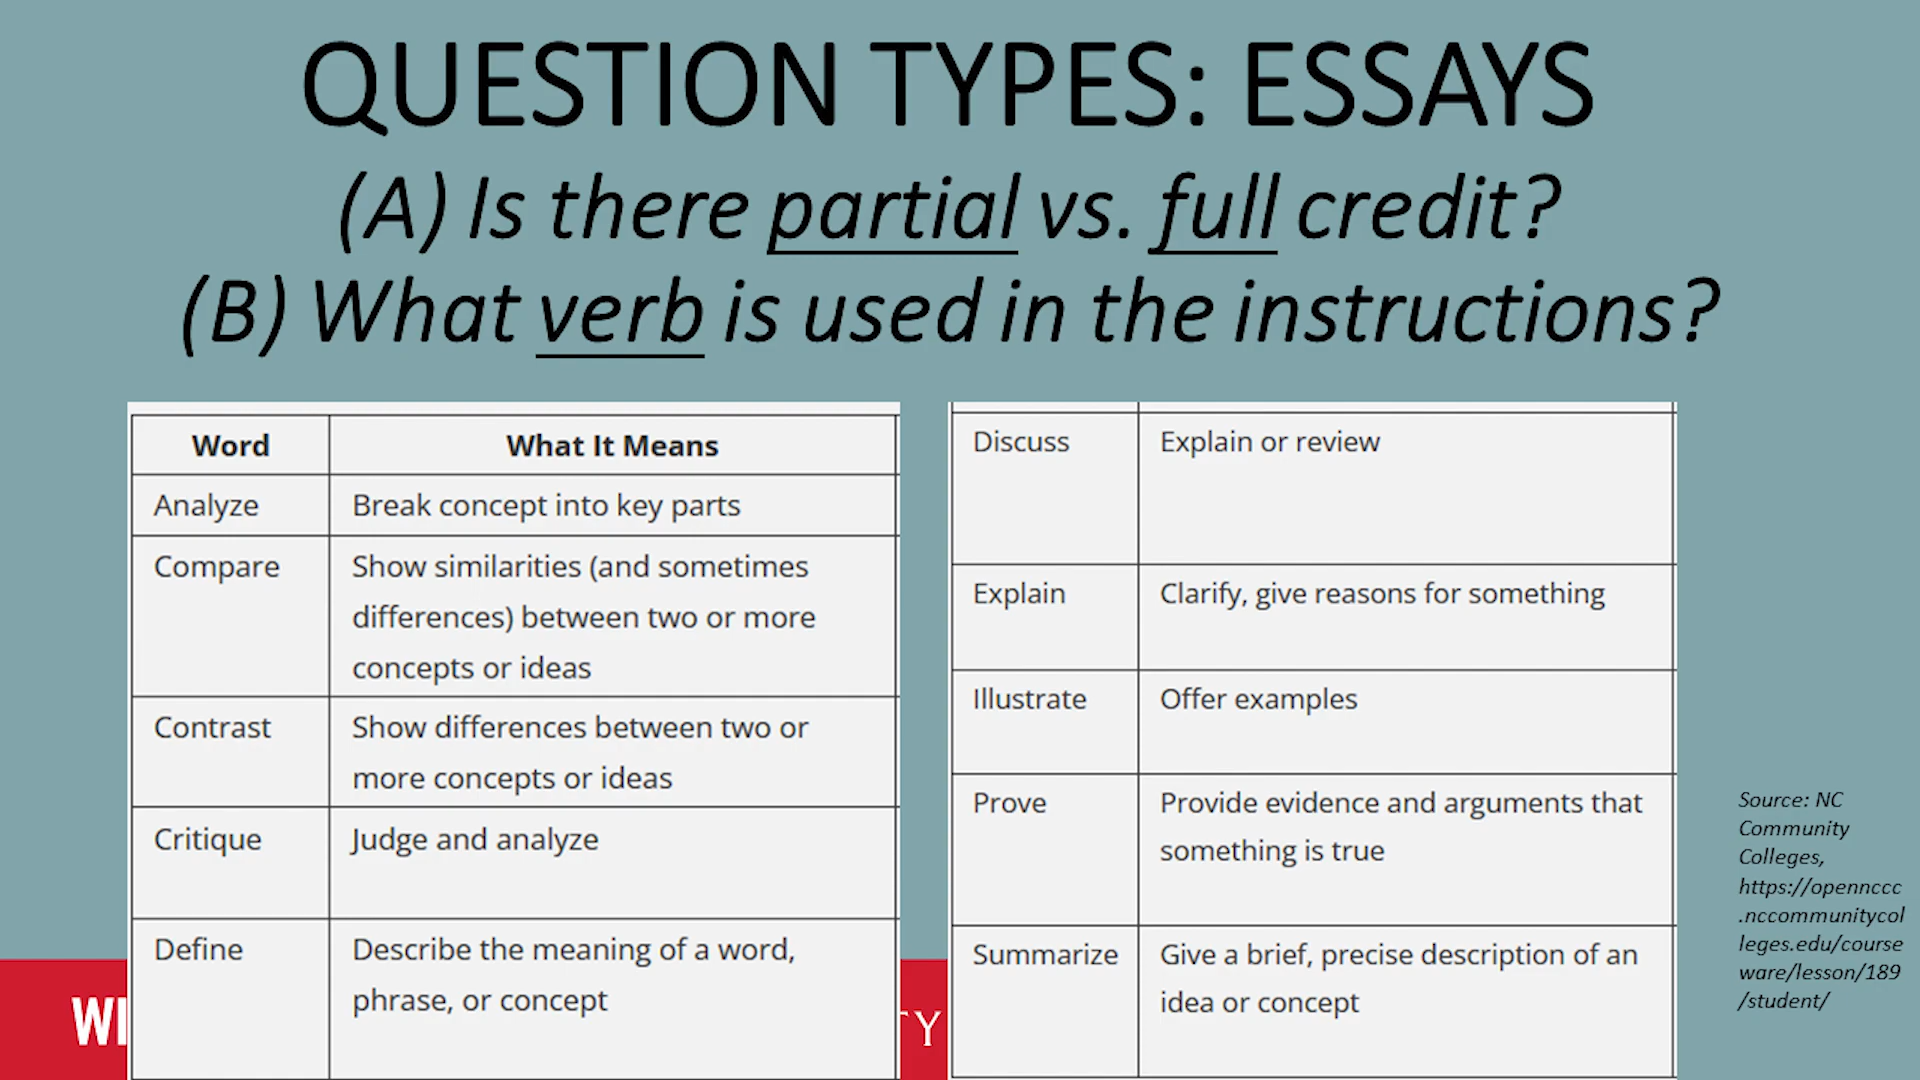 QUESTION TYPES: ESSAYS
(A) Is there partial vs. full credit?
(B) What verb is used in the instructions?
Word What It Means
Analyze Break concept into key parts
Compare Show similarities (and sometimes
differences) between two or more
concepts or ideas
Contrast Show differences between two or
more concepts or ideas
Critique Judge and analyze
Define Describe the meaning of a word,
phrase, or concept
Discuss Explain or review
Explain Clarify, give reasons for something
Illustrate Offer examples
Prove Provide evidence and arguments that
something is true
Summarize Give a brief, precise description of an
idea or concept
Source: NC
Community
Colleges,
https://opennccc
.nccommunitycol
leges.edu/course
ware/lesson/189
/student/